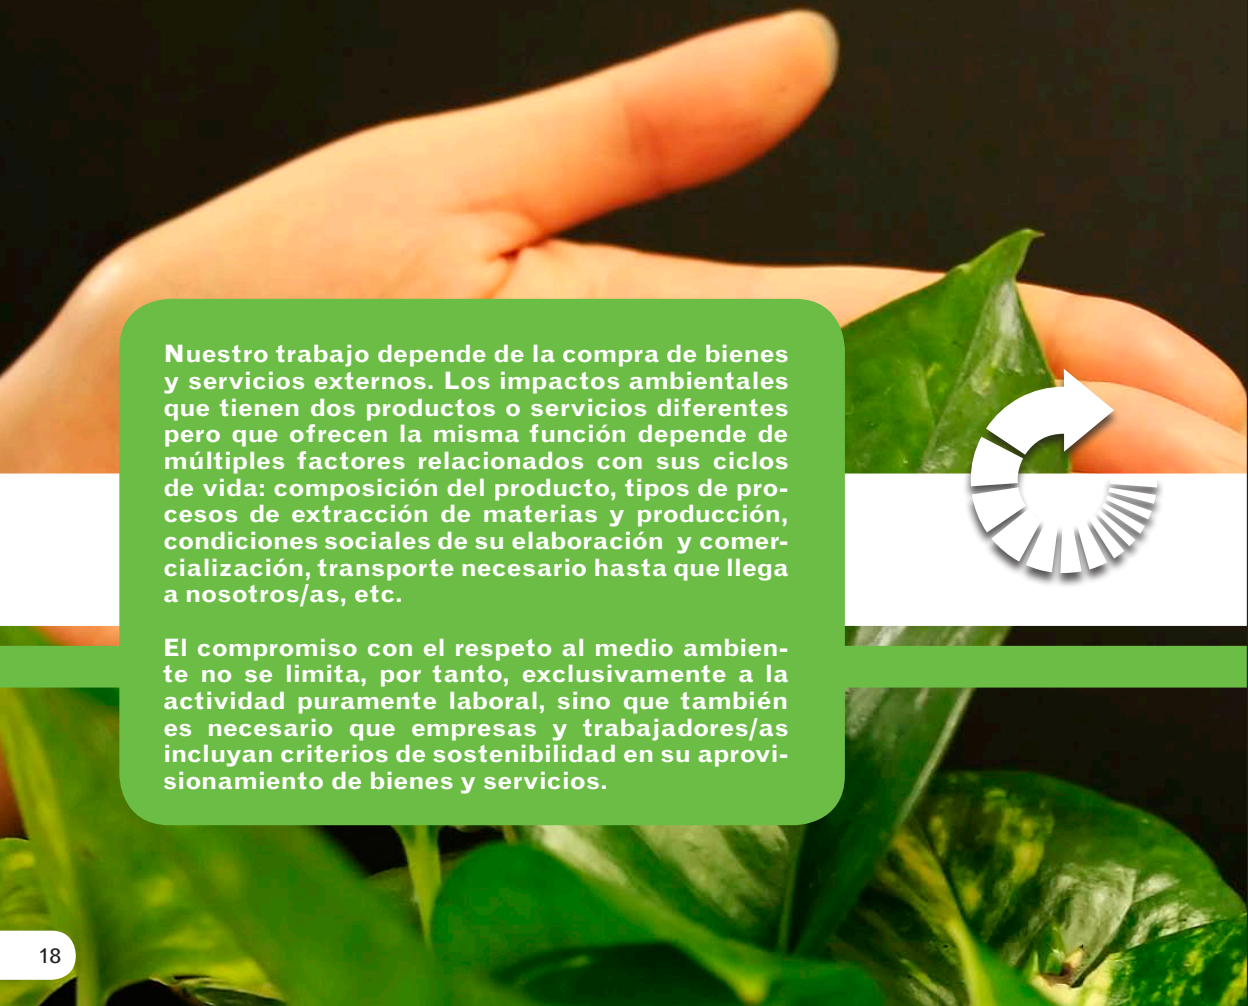 Nuestro trabajo depende de la compra de bienes
y servicios externos. Los impactos ambientales
que tienen dos productos o servicios diferentes
pero que ofrecen la misma función depende de
múltiples factores relacionados con sus ciclos
de vida: composición del producto, tipos de pro-
cesos de extracción de materias y producción,
condiciones sociales de su elaboración  y comer-
cialización, transporte necesario hasta que llega
a nosotros/as, etc.
El compromiso con el respeto al medio ambien-
te no se limita, por tanto, exclusivamente a la
actividad puramente laboral, sino que también
es necesario que empresas y trabajadores/as
incluyan criterios de sostenibilidad en su aprovi-
sionamiento de bienes y servicios.
18